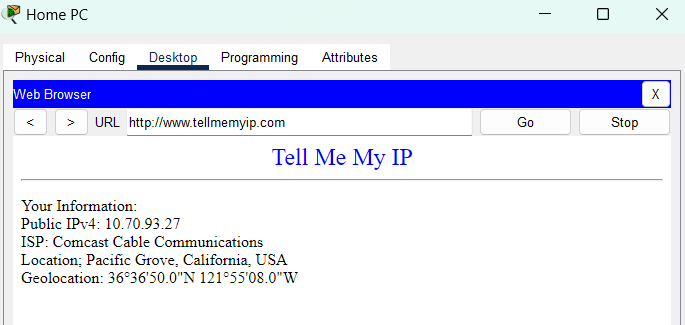 Home PC
Physical Config Desktop Programming Attributes
Web Browser X
< > URL http://www.tellmemyip.com Go Stop
Tell Me My IP
Your Information:
Public IPv4: 10.70.93.27
ISP: Comcast Cable Communications
Location; Pacific Grove, California, USA
Geolocation: 36°36'50.0"N 121°55'08.0"W